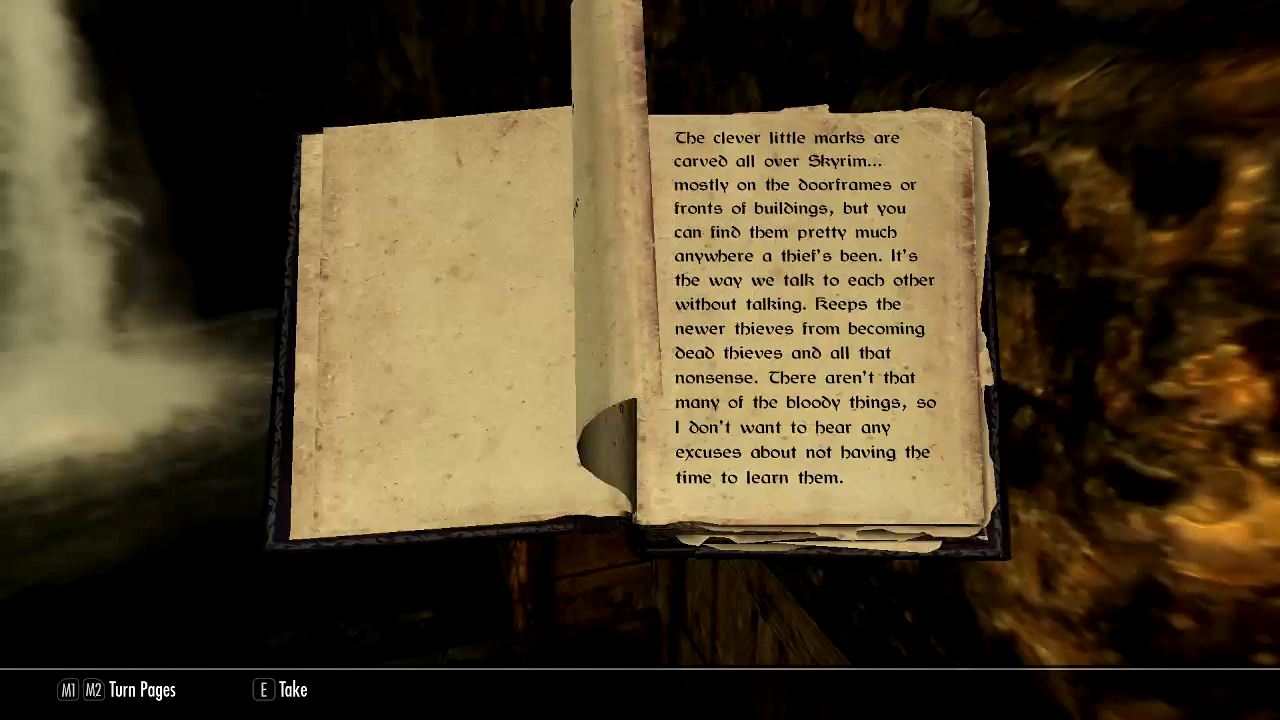 The clever little marks are
carved all over Skyrim...
mostly on the doorframes or
fronts of buildings, but you
can find them pretty much
anywhere a thief's been. It's
the way we talk to each other
without talking. Keeps the
newer thieves from becoming
dead thieves and all that
nonsense. There aren't that
many of the bloody things, so
I don't want to hear any
excuses about not having the
time to learn them.
M1 M2 Turn Pages
E Take